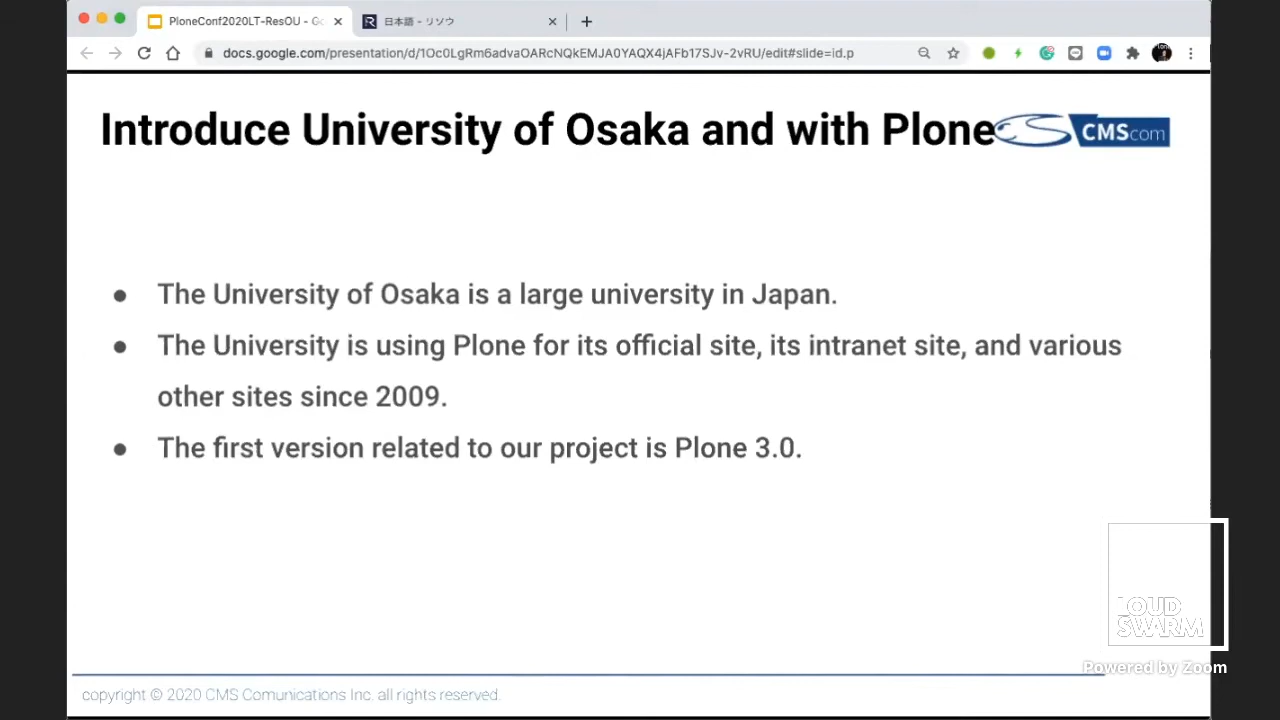 PloneConf2020LT-ResOU - Go
日本語 - リソウ
docs.google.com/presentation/d/1Oc0LgRm6advaOARcNQkEMJA0YAQX4jAFb17SJv-2vRU/edit#slide=id.p
Introduce University of Osaka and with Plone
CMScom
● The University of Osaka is a large university in Japan.
● The University is using Plone for its official site, its intranet site, and various
other sites since 2009.
● The first version related to our project is Plone 3.0.
LOUD
SWARM
Powered by Zoom
copyright © 2020 CMS Comunications Inc. all rights reserved.